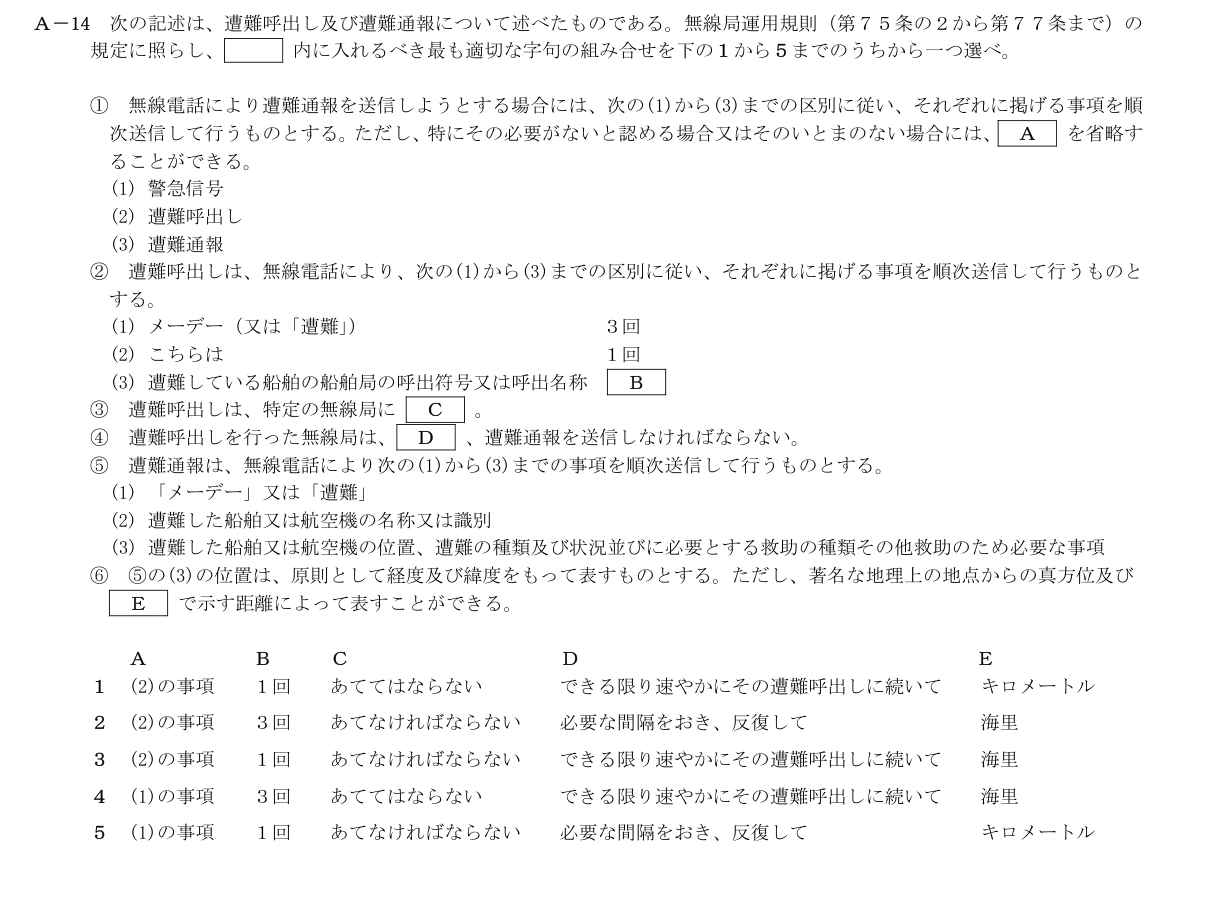 A－14　次の記述は、遭難呼出し及び遭難通報について述べたものである。無線局運用規則（第７５条の２から第７７条まで）の
規定に照らし、　　　内に入れるべき最も適切な字句の組み合せを下の１から５までのうちから一つ選べ。
①　無線電話により遭難通報を送信しようとする場合には、次の(1)から(3)までの区別に従い、それぞれに掲げる事項を順
次送信して行うものとする。ただし、特にその必要がないと認める場合又はそのいとまのない場合には、 A を省略す
ることができる。
(1) 警急信号
(2) 遭難呼出し
(3) 遭難通報
②　遭難呼出しは、無線電話により、次の(1)から(3)までの区別に従い、それぞれに掲げる事項を順次送信して行うものと
する。
(1) メーデー（又は「遭難」）　３回
(2) こちらは　１回
(3) 遭難している船舶の船舶局の呼出符号又は呼出名称　B
③　遭難呼出しは、特定の無線局に C 。
④　遭難呼出しを行った無線局は、 D 、遭難通報を送信しなければならない。
⑤　遭難通報は、無線電話により次の(1)から(3)までの事項を順次送信して行うものとする。
(1) 「メーデー」又は「遭難」
(2) 遭難した船舶又は航空機の名称又は識別
(3) 遭難した船舶又は航空機の位置、遭難の種類及び状況並びに必要とする救助の種類その他救助のため必要な事項
⑥　⑤の(3)の位置は、原則として経度及び緯度をもって表すものとする。ただし、著名な地理上の地点からの真方位及び
E で示す距離によって表すことができる。
A　B　C　D　E
1　(2)の事項　１回　あててはならない　できる限り速やかにその遭難呼出しに続いて　キロメートル
2　(2)の事項　３回　あてなければならない　必要な間隔をおき、反復して　海里
3　(2)の事項　１回　あてなければならない　できる限り速やかにその遭難呼出しに続いて　海里
4　(1)の事項　３回　あててはならない　できる限り速やかにその遭難呼出しに続いて　海里
5　(1)の事項　１回　あてなければならない　必要な間隔をおき、反復して　キロメートル